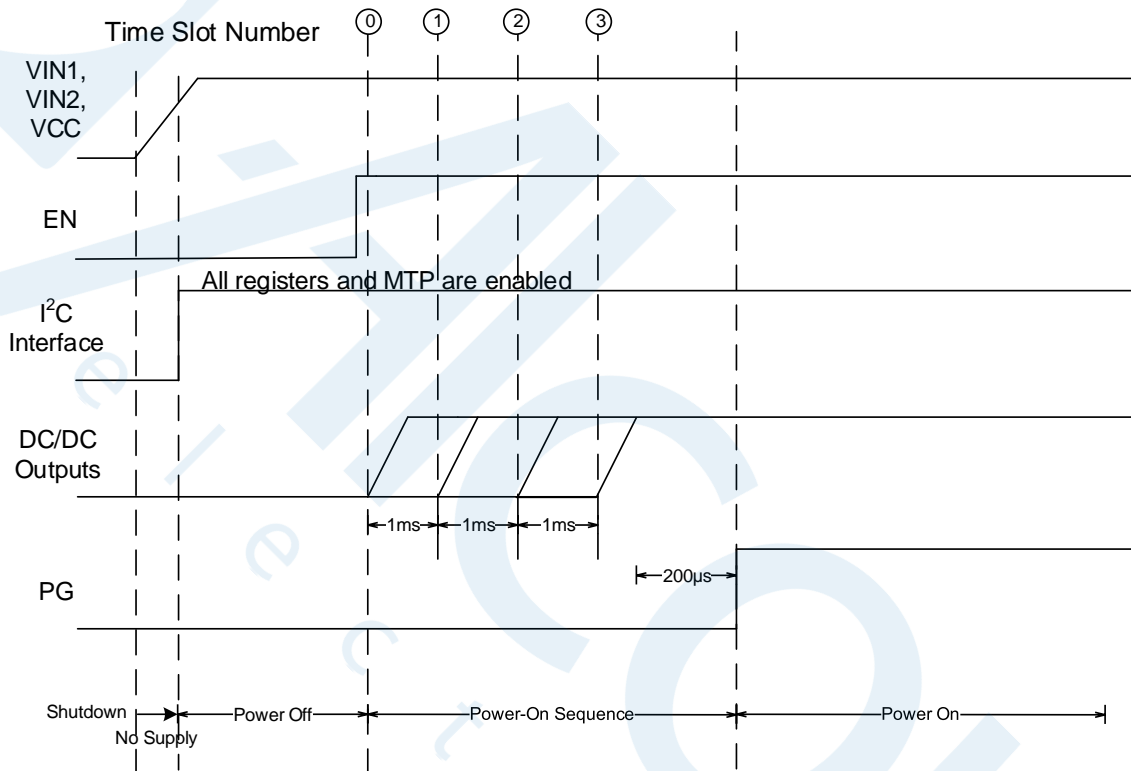 Time Slot Number
0
1
2
3
VIN1,
VIN2,
VCC
EN
All registers and MTP are enabled
I²C
Interface
DC/DC
Outputs
1ms
1ms
1ms
PG
200µs
Shutdown
No Supply
Power Off
Power-On Sequence
Power On
e l e c t